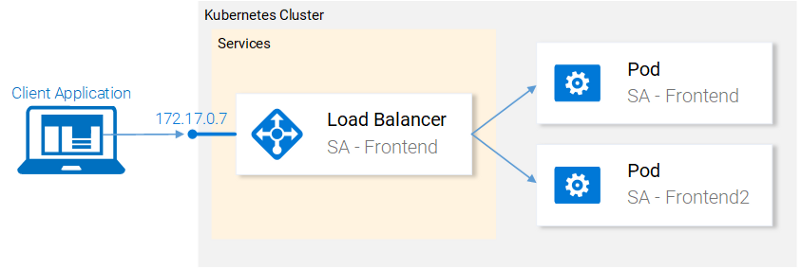 Kubernetes Cluster
Services
Client Application
172.17.0.7
Load Balancer
SA - Frontend
Pod
SA - Frontend
Pod
SA - Frontend2